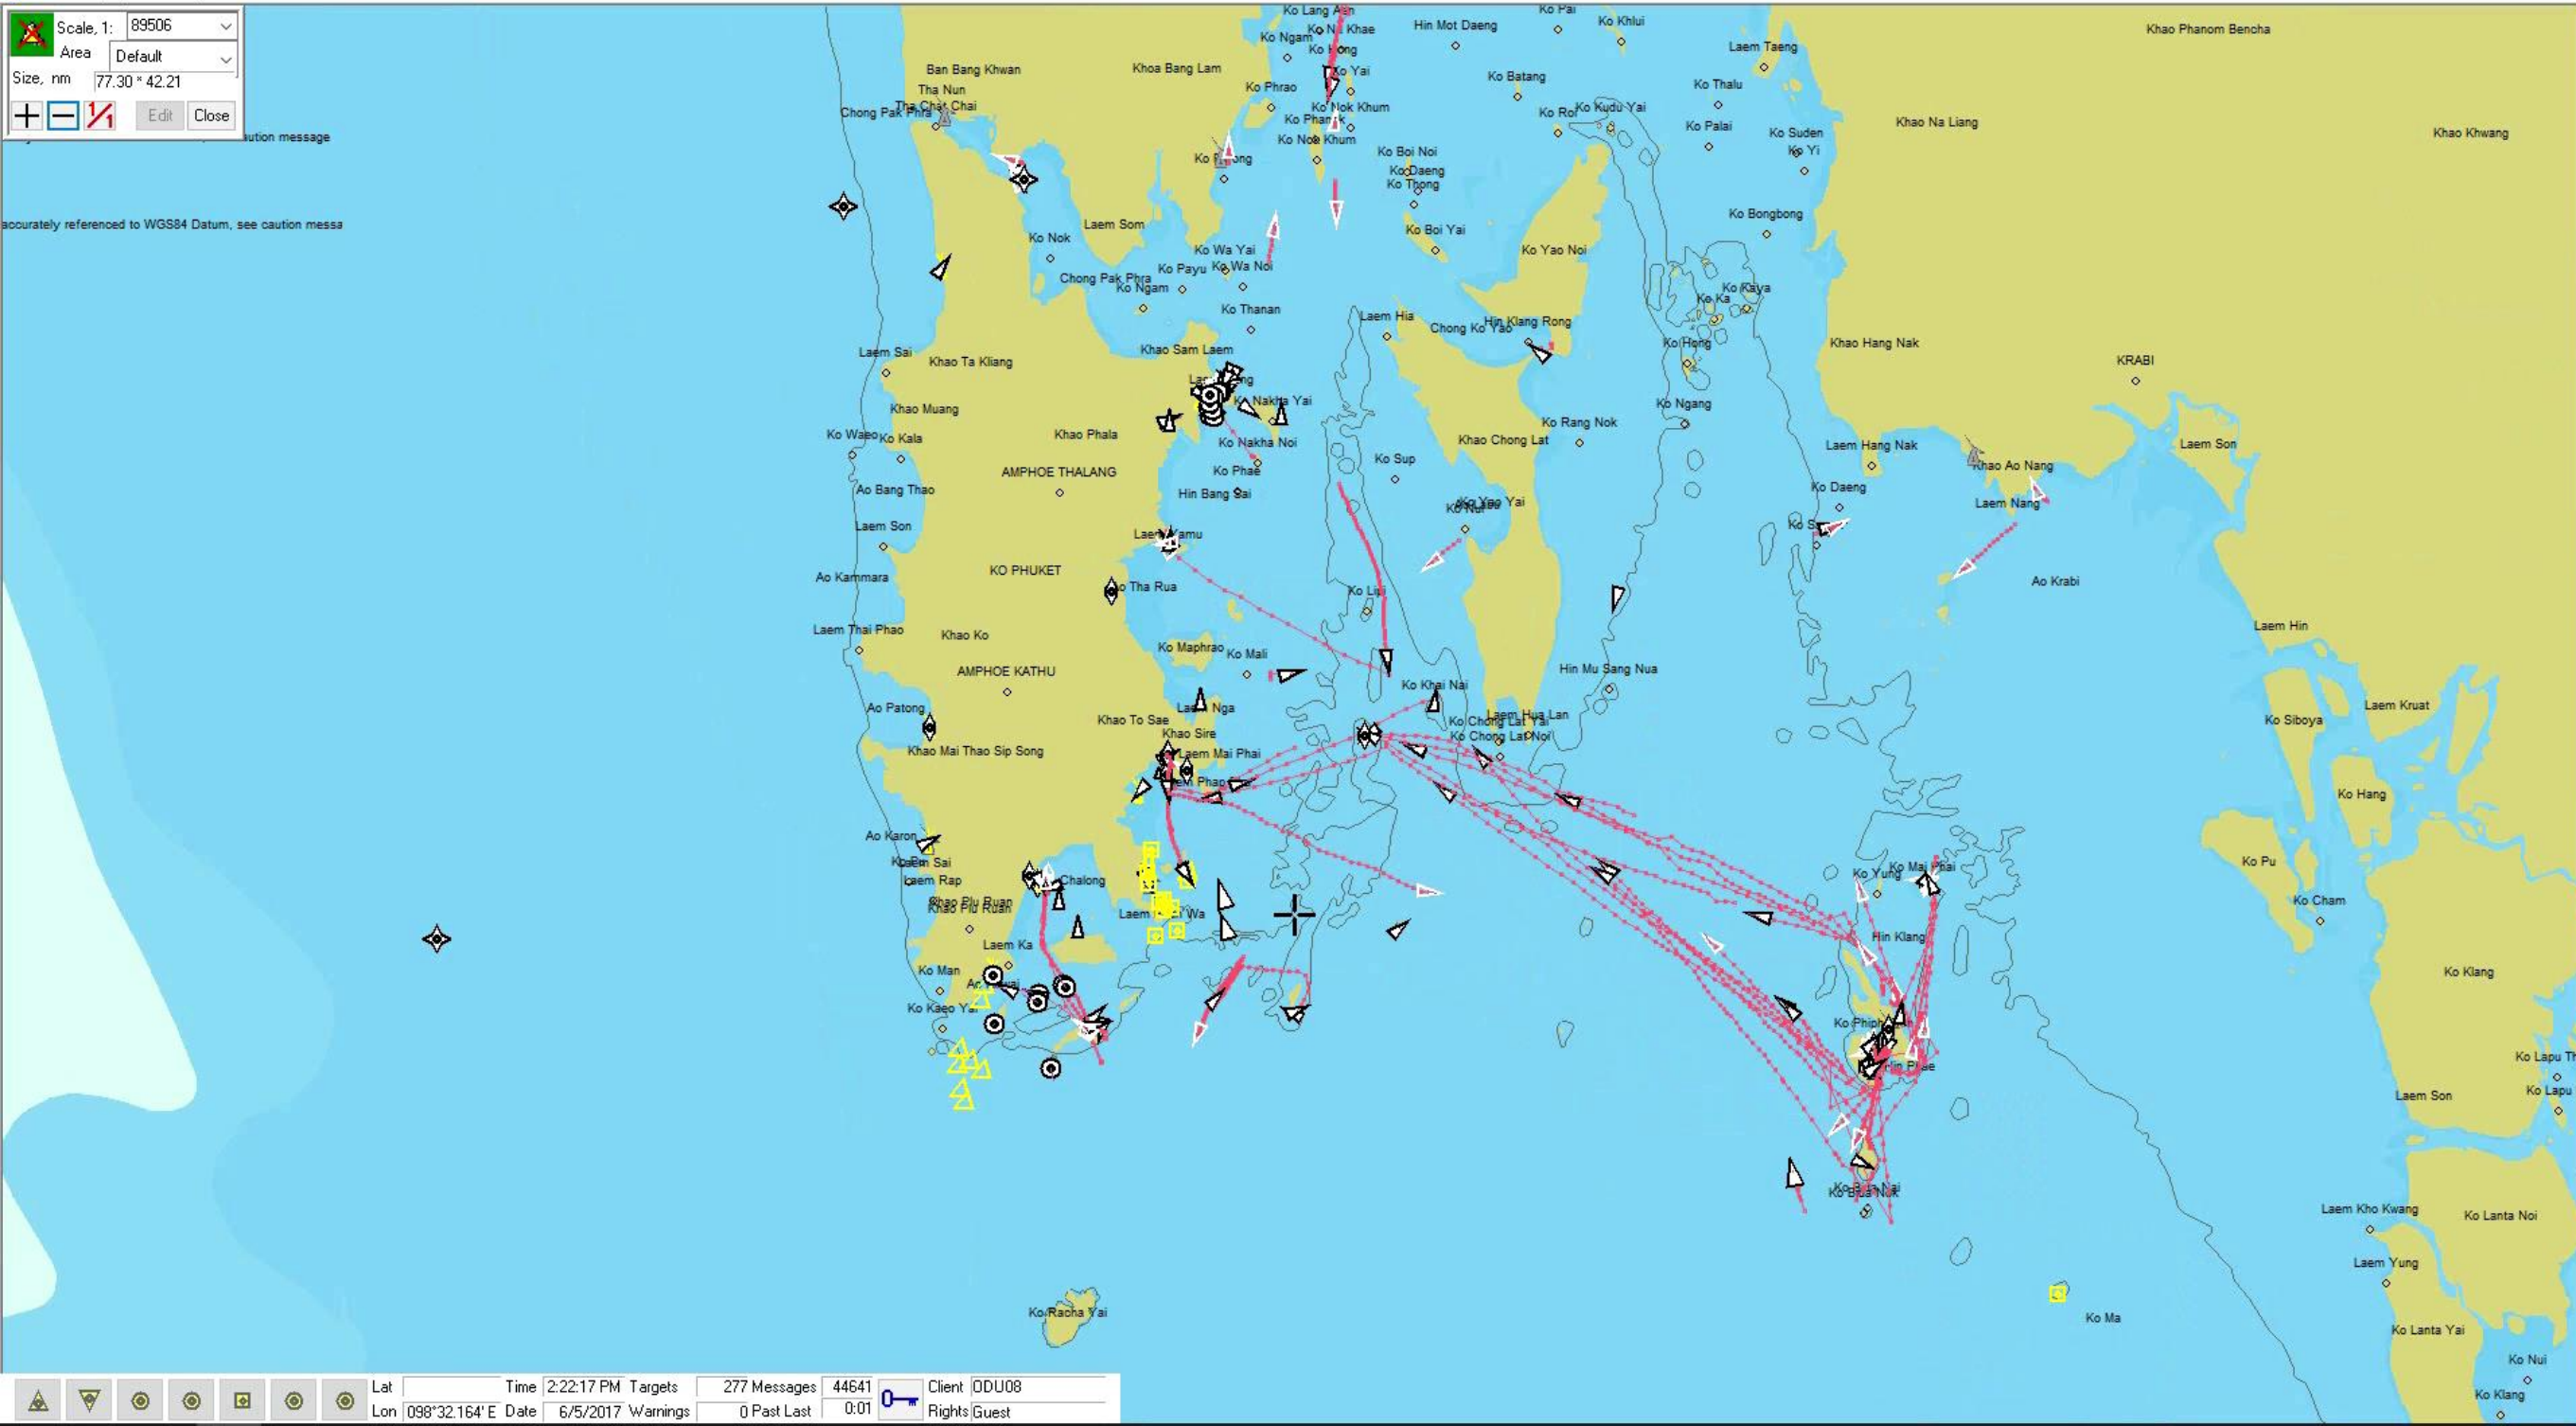 Scale, 1: 89506
Area Default
Size, nm 77.30 * 42.21
Edit Close
aution message
accurately referenced to WGS84 Datum, see caution messa
Ko Pai
Ko Khlui
Hin Mot Daeng
Ko Ngam
Khao Phanom Bencha
Laem Taeng
Ban Bang Khwan
Khoa Bang Lam
Ko Yai
Ko Batang
Ko Thalu
Tha Nun
Ko Phrao
Tha Chat Chai
Chong Pak Phra
Ko Nok Khum
Ko Roi
Ko Kudu Yai
Khao Na Liang
Ko Palai
Ko Suden
Khao Khwang
Ko Yi
Ko Boi Noi
Ko Daeng
Ko Thong
Ko Bongbong
Laem Som
Ko Boi Yai
Ko Nok
Ko Wa Yai
Ko Yao Noi
Ko Payu
Ko Wa Noi
Chong Pak Phra
Ko Ngam
Ko Kaya
Ko Ka
Ko Thanan
Laem Hia
Chong Ko Yao
Hin Klang Rong
Ko Hong
Khao Hang Nak
Laem Sai
Khao Ta Kliang
Khao Sam Laem
KRABI
Khao Muang
Ko Ngang
Ko Waeo
Ko Kala
Khao Phala
Ko Nakha Noi
Khao Chong Lat
Ko Rang Nok
Laem Hang Nak
Laem Son
Khao Ao Nang
AMPHOE THALANG
Ko Phae
Ko Sup
Ko Daeng
Ao Bang Thao
Hin Bang Sai
Laem Nang
Laem Son
KO PHUKET
Ao Kammara
Ao Krabi
Laem Thai Phao
Khao Ko
Laem Hin
Ko Maphrao
Ko Mali
AMPHOE KATHU
Hin Mu Sang Nua
Ko Khai Nai
Ao Patong
Khao To Sae
Laem Hua Lan
Ko Chong Lat Yai
Ko Chong Lat Noi
Ko Siboya
Laem Kruat
Khao Sire
Khao Mai Thao Sip Song
Laem Mai Phai
Ko Hang
Ao Karon
Ko Pu
Laem Rap
Chalong
Ko Yung
Khao Plu Ruan
Ko Cham
Hin Klang
Laem Ka
Ko Man
Ko Klang
Laem Son
Ko Lapu
Laem Kho Kwang
Ko Lanta Noi
Laem Yung
Ko Racha Yai
Ko Ma
Ko Lanta Yai
Ko Nui
Ko Klang
Lat Time 2:22:17 PM Targets 277 Messages 44641 Client ODU08
Lon 098°32.164' E Date 6/5/2017 Warnings 0 Past Last 0:01 Rights Guest